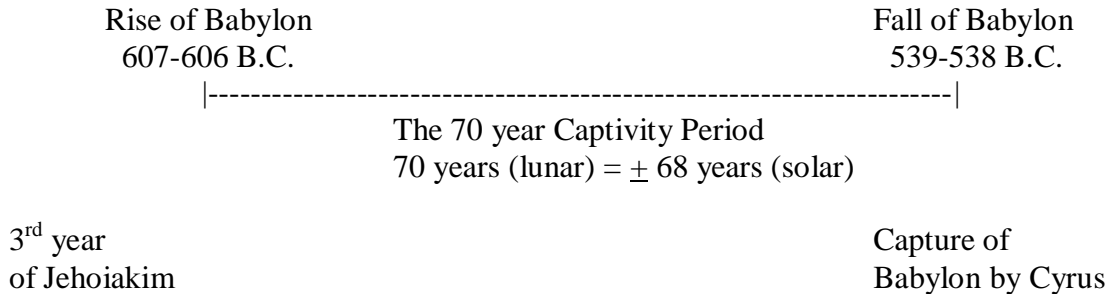 Rise of Babylon Fall of Babylon
607-606 B.C. 539-538 B.C.
|-----------------------------------------------------------------------|
The 70 year Captivity Period
70 years (lunar) = ± 68 years (solar)
3rd year Capture of
of Jehoiakim Babylon by Cyrus